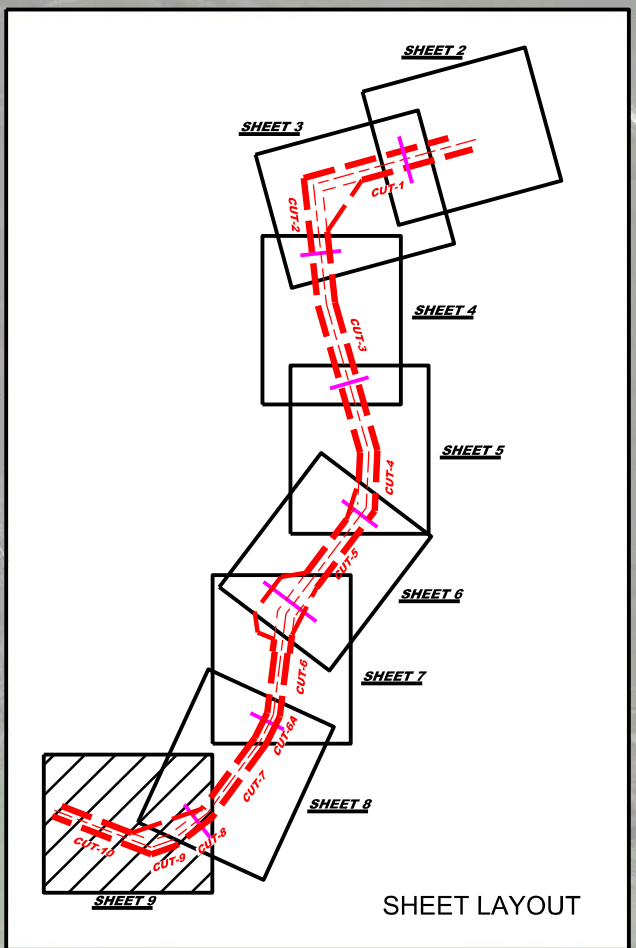 SHEET 2
SHEET 3
CUT-1
CUT-2
SHEET 4
CUT-3
SHEET 5
CUT-4
CUT-5
SHEET 6
CUT-6
SHEET 7
CUT-6A
CUT-7
SHEET 8
CUT-8
CUT-10
CUT-9
SHEET 9
SHEET LAYOUT